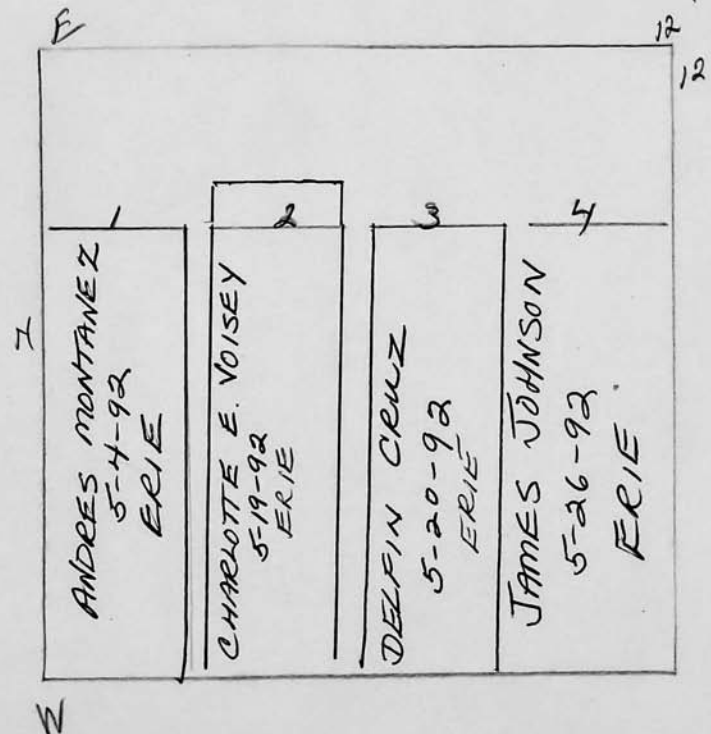 E
12
12
1
2
3
4
ANDRES MONTANEZ
5-4-92
ERIE
CHARLOTTE E. VOISEY
5-19-92
ERIE
DELFIN CRUZ
5-20-92
ERIE
JAMES JOHNSON
5-26-92
ERIE
W